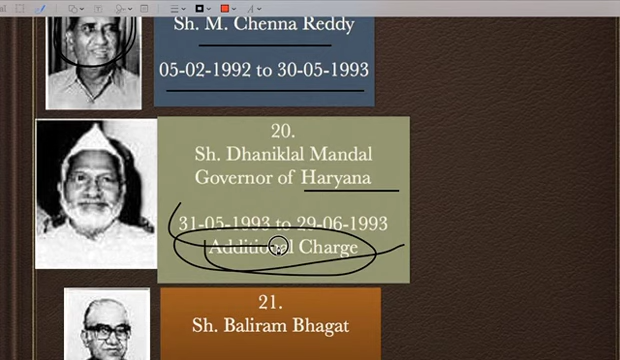 Sh. M. Chenna Reddy
05-02-1992 to 30-05-1993
20.
Sh. Dhaniklal Mandal
Governor of Haryana
31-05-1993 to 29-06-1993
Additional Charge
21.
Sh. Baliram Bhagat